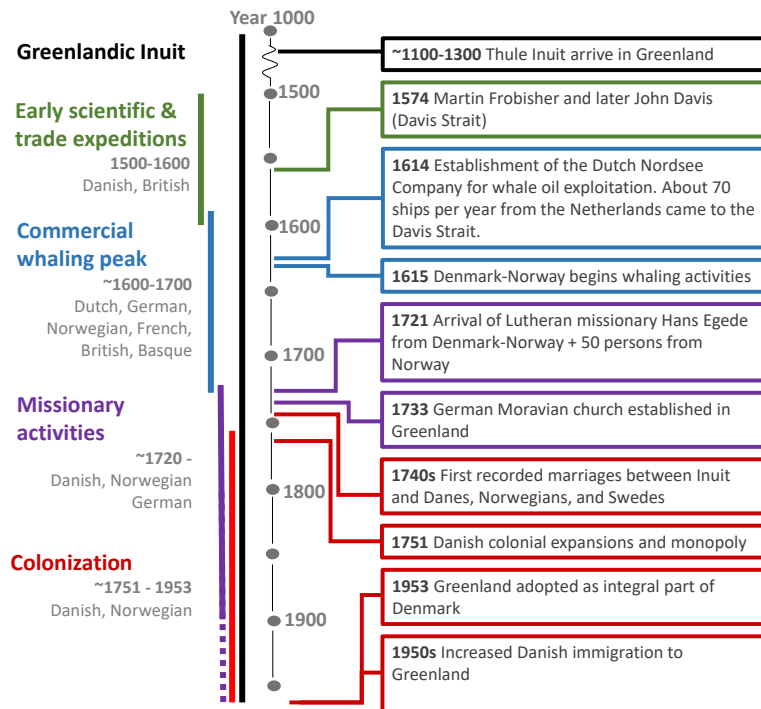 Year 1000
Greenlandic Inuit
~1100-1300 Thule Inuit arrive in Greenland
1500
Early scientific &
trade expeditions
1500-1600
Danish, British
1574 Martin Frobisher and later John Davis
(Davis Strait)
1614 Establishment of the Dutch Nordsee
Company for whale oil exploitation. About 70
ships per year from the Netherlands came to the
Davis Strait.
1600
Commercial
whaling peak
~1600-1700
Dutch, German,
Norwegian, French,
British, Basque
1615 Denmark-Norway begins whaling activities
1721 Arrival of Lutheran missionary Hans Egede
from Denmark-Norway + 50 persons from
Norway
1700
Missionary
activities
~1720 -
Danish, Norwegian
German
1733 German Moravian church established in
Greenland
1740s First recorded marriages between Inuit
and Danes, Norwegians, and Swedes
1800
1751 Danish colonial expansions and monopoly
Colonization
~1751 - 1953
Danish, Norwegian
1953 Greenland adopted as integral part of
Denmark
1900
1950s Increased Danish immigration to
Greenland